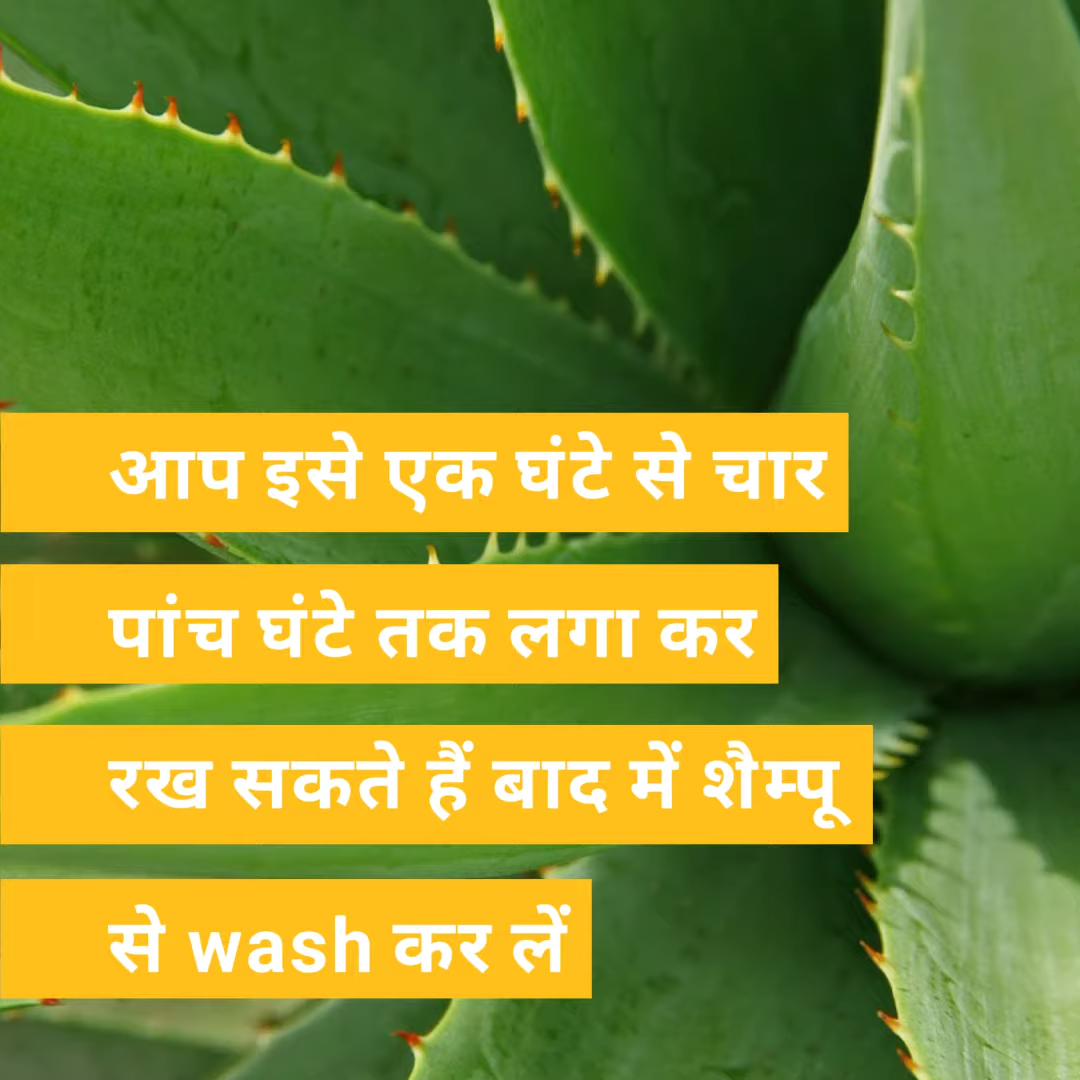 आप इसे एक घंटे से चार
पांच घंटे तक लगा कर
रख सकते हैं बाद में शैम्पू
से wash कर लें